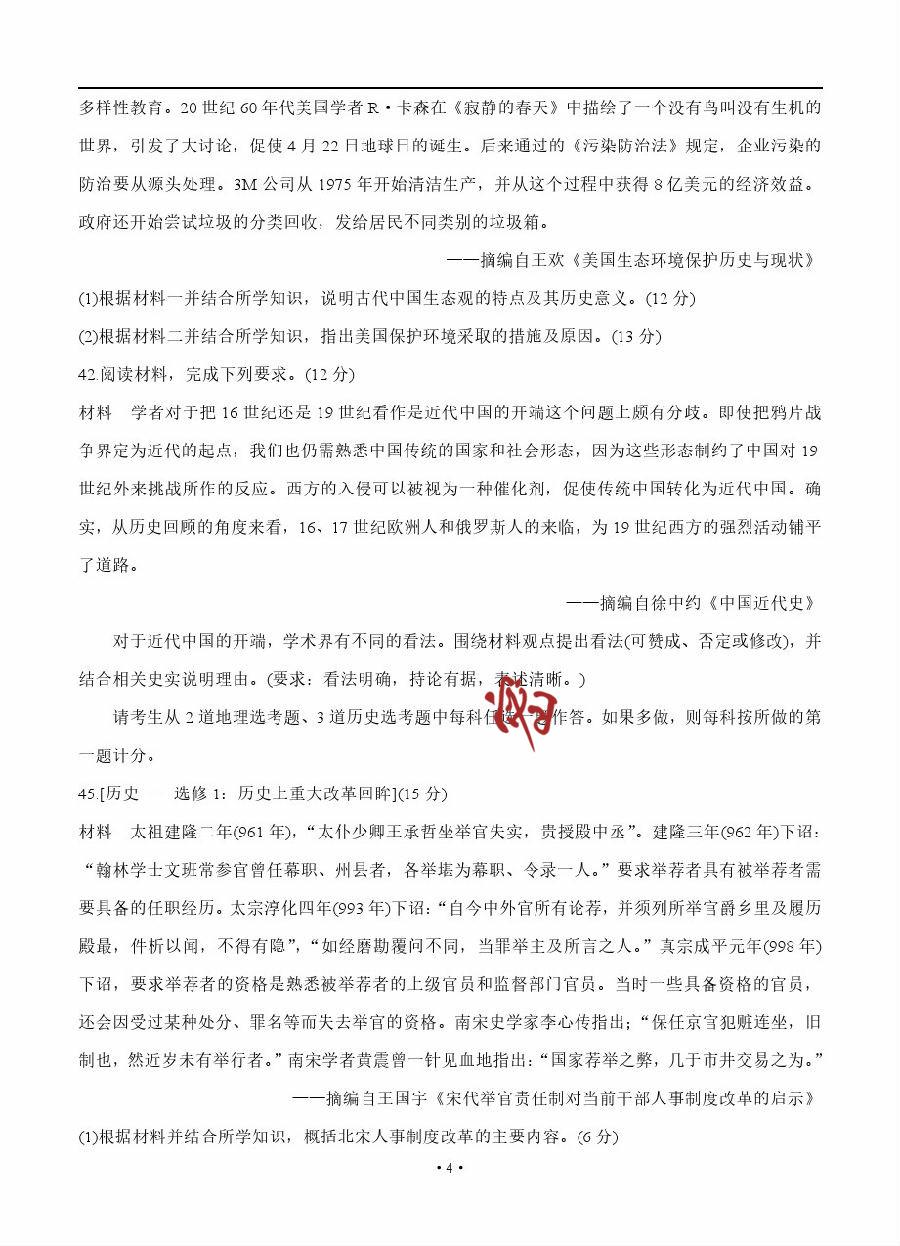 多样性教育。20 世纪 60 年代美国学者 R·卡森在《寂静的春天》中描绘了一个没有鸟叫没有生机的
世界，引发了大讨论，促使 4 月 22 日地球日的诞生。后来通过的《污染防治法》规定，企业污染的
防治要从源头处理。3M 公司从 1975 年开始清洁生产，并从这个过程中获得 8 亿美元的经济效益。
政府还开始尝试垃圾的分类回收，发给居民不同类别的垃圾箱。
——摘编自王欢《美国生态环境保护历史与现状》
(1)根据材料一并结合所学知识，说明古代中国生态观的特点及其历史意义。(12 分)
(2)根据材料二并结合所学知识，指出美国保护环境采取的措施及原因。(13 分)
42.阅读材料，完成下列要求。(12 分)
材料　学者对于把 16 世纪还是 19 世纪看作是近代中国的开端这个问题上颇有分歧。即使把鸦片战
争界定为近代的起点，我们也仍需熟悉中国传统的国家和社会形态，因为这些形态制约了中国对 19
世纪外来挑战所作的反应。西方的入侵可以被视为一种催化剂，促使传统中国转化为近代中国。确
实，从历史回顾的角度来看，16、17 世纪欧洲人和俄罗斯人的来临，为 19 世纪西方的强烈活动铺平
了道路。
——摘编自徐中约《中国近代史》
对于近代中国的开端，学术界有不同的看法。围绕材料观点提出看法(可赞成、否定或修改)，并
结合相关史实说明理由。(要求：看法明确，持论有据，表述清晰。)
请考生从 2 道地理选考题、3 道历史选考题中每科任选一题作答。如果多做，则每科按所做的第
一题计分。
45.[历史　　选修 1：历史上重大改革回眸](15 分)
材料　太祖建隆二年(961 年)，“太仆少卿王承哲坐举官失实，贵授殿中丞”。建隆三年(962 年)下诏：
“翰林学士文班常参官曾任幕职、州县者，各举堪为幕职、令录一人。”要求举荐者具有被举荐者需
要具备的任职经历。太宗淳化四年(993 年)下诏：“自今中外官所有论荐，并须列所举官爵乡里及履历
殿最，件析以闻，不得有隐”，“如经磨勘覆问不同，当罪举主及所言之人。”真宗咸平元年(998 年)
下诏，要求举荐者的资格是熟悉被举荐者的上级官员和监督部门官员。当时一些具备资格的官员，
还会因受过某种处分、罪名等而失去举官的资格。南宋史学家李心传指出；“保任京官犯赃连坐，旧
制也，然近岁未有举行者。”南宋学者黄震曾一针见血地指出：“国家荐举之弊，几于市井交易之为。”
——摘编自王国宇《宋代举官责任制对当前干部人事制度改革的启示》
(1)根据材料并结合所学知识，概括北宋人事制度改革的主要内容。(6 分)
·4·